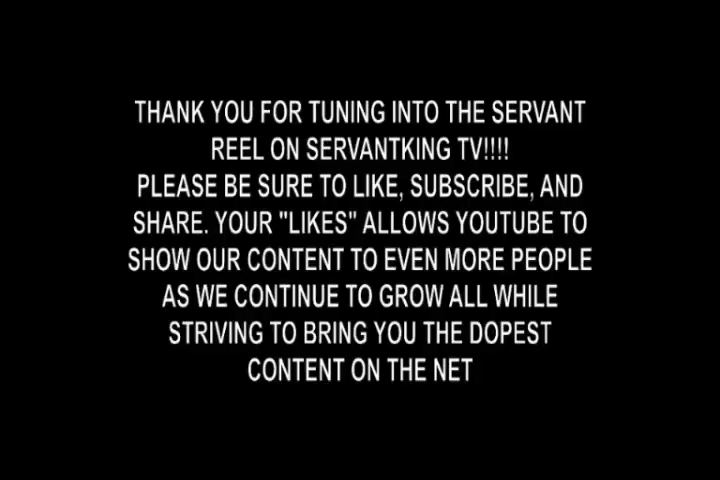 THANK YOU FOR TUNING INTO THE SERVANT
REEL ON SERVANTKING TV!!!!
PLEASE BE SURE TO LIKE, SUBSCRIBE, AND
SHARE. YOUR "LIKES" ALLOWS YOUTUBE TO
SHOW OUR CONTENT TO EVEN MORE PEOPLE
AS WE CONTINUE TO GROW ALL WHILE
STRIVING TO BRING YOU THE DOPEST
CONTENT ON THE NET